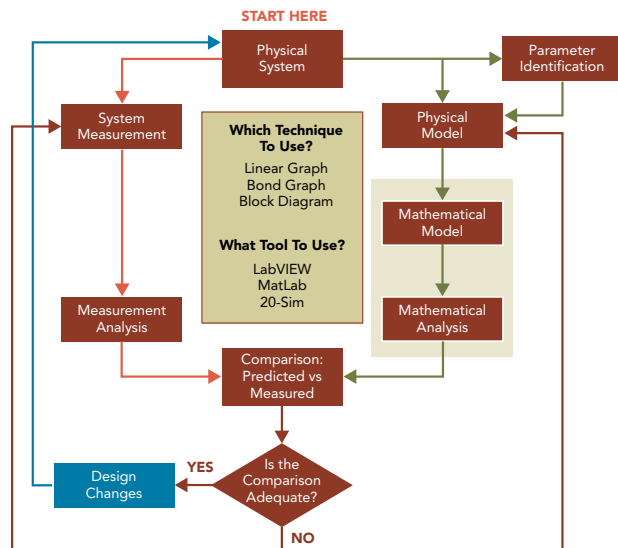 START HERE
Physical
System
Parameter
Identification
System
Measurement
Physical
Model
Which Technique
To Use?
Linear Graph
Bond Graph
Block Diagram
Mathematical
Model
What Tool To Use?
LabVIEW
MatLab
20-Sim
Measurement
Analysis
Mathematical
Analysis
Comparison:
Predicted vs
Measured
Is the
Comparison
Adequate?
YES
Design
Changes
NO